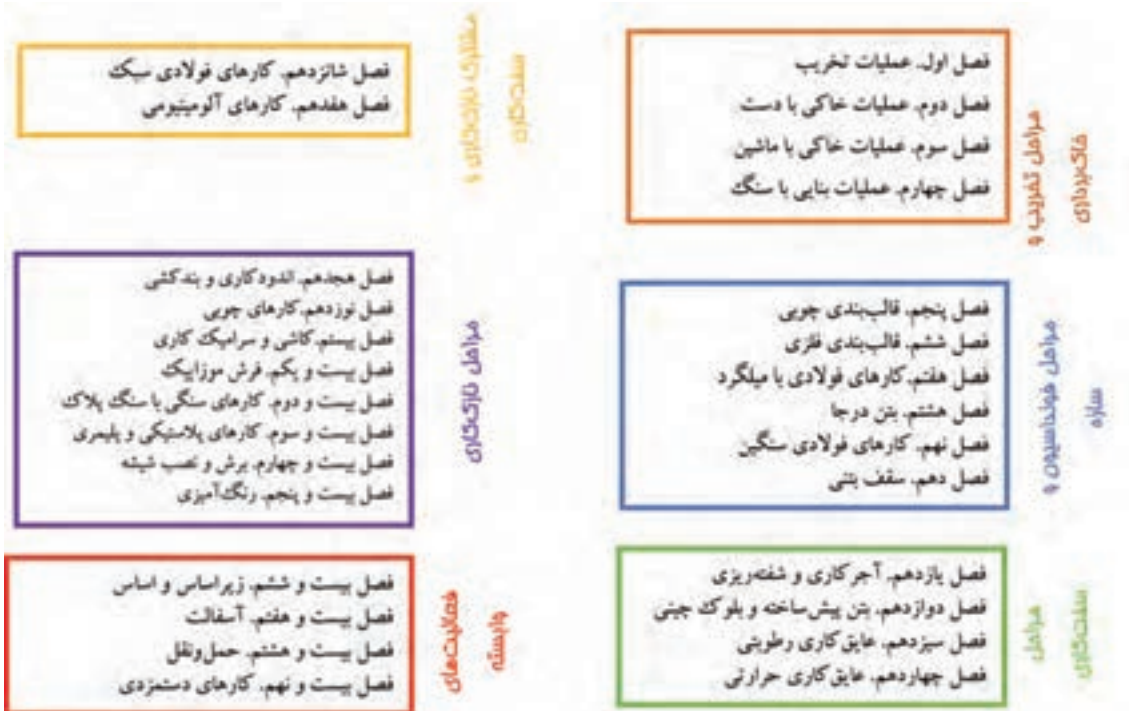 مراحل تخریب و
خاکبرداری
فصل اول. عملیات تخریب
فصل دوم. عملیات خاکی با دست
فصل سوم. عملیات خاکی با ماشین
فصل چهارم. عملیات بنایی با سنگ
مراحل فونداسیون و
سازه
فصل پنجم. قالب‌بندی چوبی
فصل ششم. قالب‌بندی فلزی
فصل هفتم. کارهای فولادی با میلگرد
فصل هشتم. بتن درجا
فصل نهم. کارهای فولادی سنگین
فصل دهم. سقف بتنی
مراحل
سفت‌کاری
فصل یازدهم. آجرکاری و شفته‌ریزی
فصل دوازدهم. بتن پیش‌ساخته و بلوک چینی
فصل سیزدهم. عایق‌کاری رطوبتی
فصل چهاردهم. عایق‌کاری حرارتی
مشترک نازک‌کاری و
سفت‌کاری
فصل شانزدهم. کارهای فولادی سبک
فصل هفدهم. کارهای آلومینیومی
مراحل نازک‌کاری
فصل هجدهم. اندودکاری و بندکشی
فصل نوزدهم. کارهای چوبی
فصل بیستم. کاشی و سرامیک کاری
فصل بیست و یکم. فرش موزاییک
فصل بیست و دوم. کارهای سنگی با سنگ پلاک
فصل بیست و سوم. کارهای پلاستیکی و پلیمری
فصل بیست و چهارم. برش و نصب شیشه
فصل بیست و پنجم. رنگ‌آمیزی
فعالیت‌های
وابسته
فصل بیست و ششم. زیراساس و اساس
فصل بیست و هفتم. آسفالت
فصل بیست و هشتم. حمل‌ونقل
فصل بیست و نهم. کارهای دستمزدی